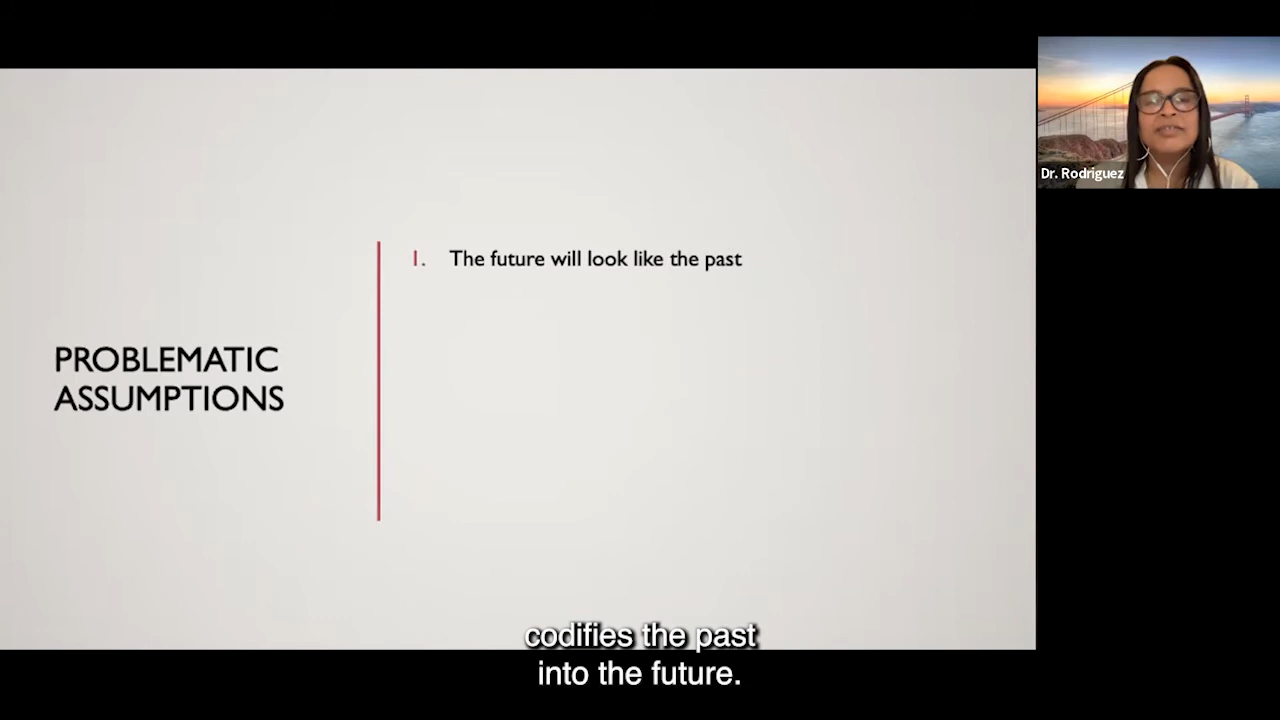 Dr. Rodriguez
1. The future will look like the past
PROBLEMATIC
ASSUMPTIONS
codifies the past
into the future.